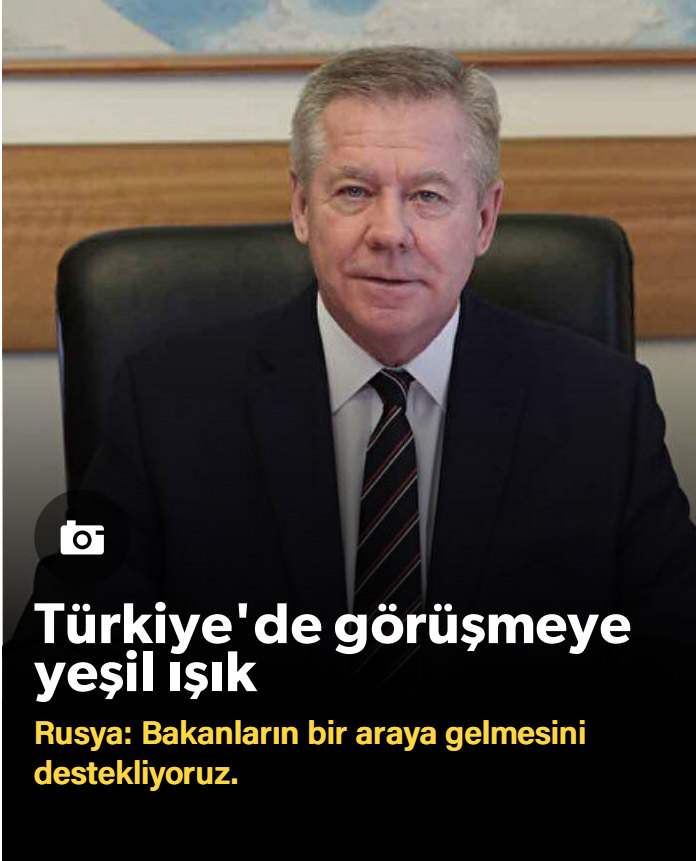 Türkiye'de görüşmeye
yeşil ışık
Rusya: Bakanların bir araya gelmesini
destekliyoruz.